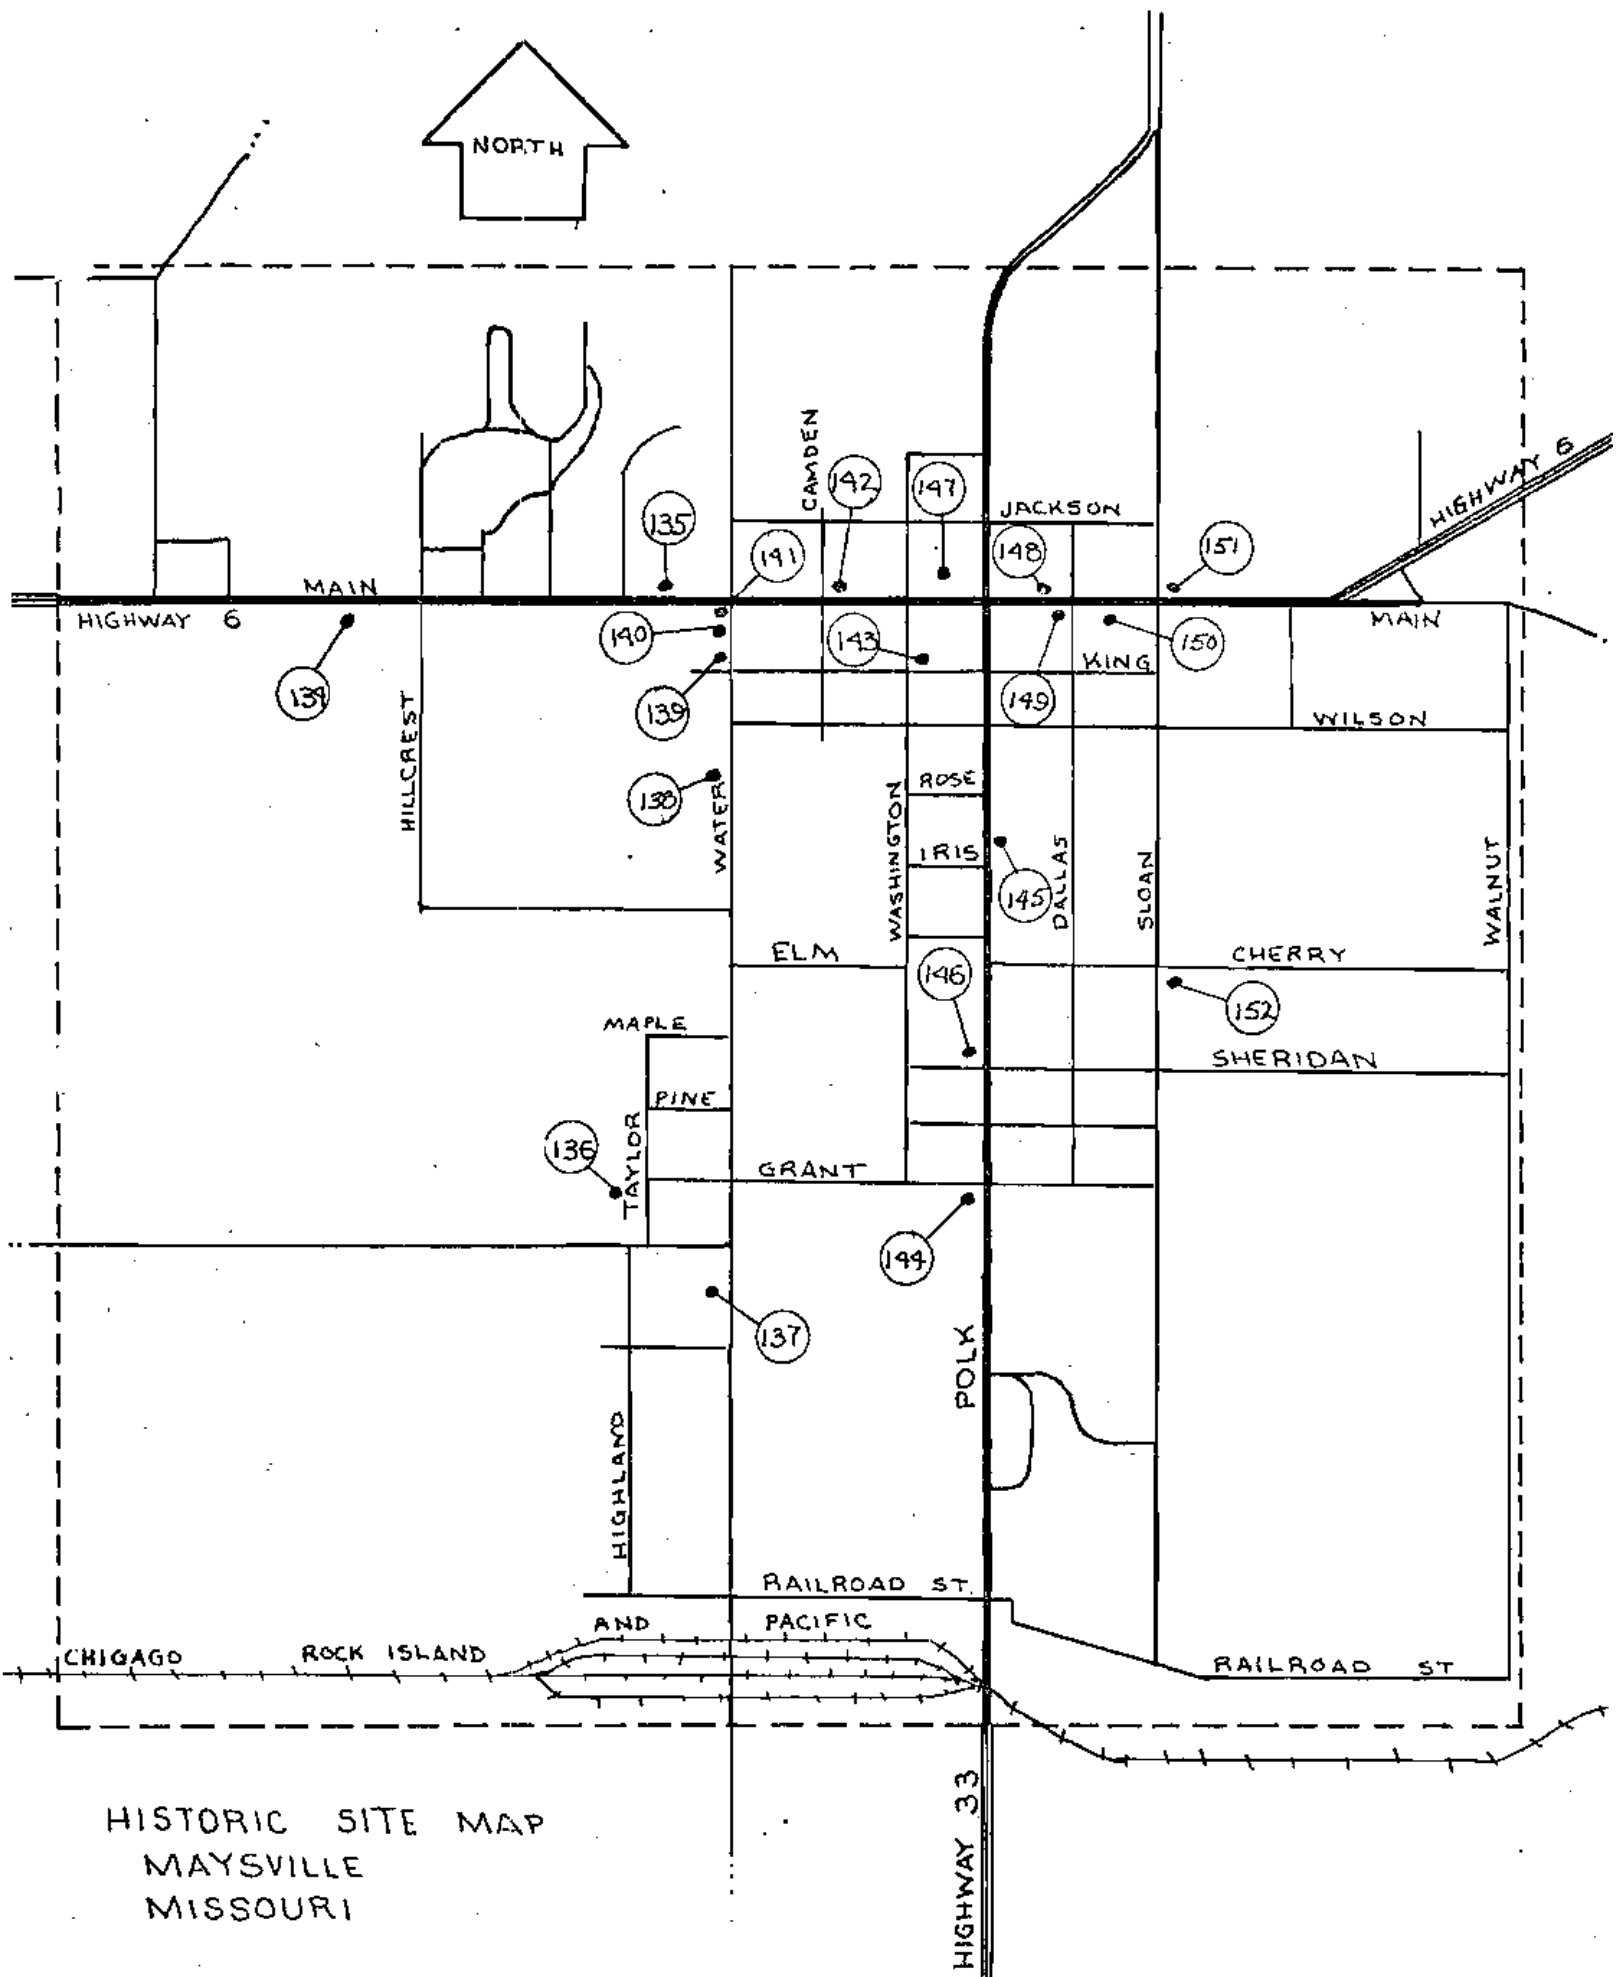 NORTH
CAMDEN
142
147
HIGHWAY 6
135
JACKSON
141
148
151
MAIN
HIGHWAY 6
MAIN
140
143
150
KING
134
139
149
WILSON
HILLCREST
138
WATER
ROSE
WASHINGTON
IRIS
145
DALLAS
SLOAN
WALNUT
ELM
146
CHERRY
152
MAPLE
SHERIDAN
PINE
136
TAYLOR
GRANT
144
137
POLK
HIGHLAND
RAILROAD ST.
AND PACIFIC
CHIGAGO ROCK ISLAND
RAILROAD ST
HIGHWAY 33
HISTORIC SITE MAP
MAYSVILLE
MISSOURI